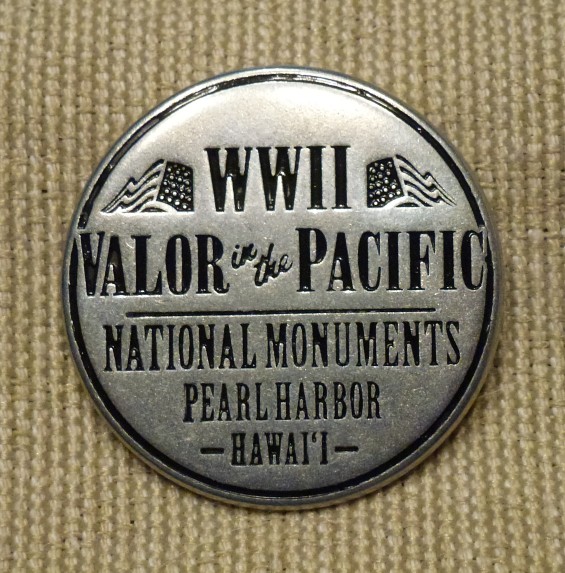 WWII
VALOR in the PACIFIC
NATIONAL MONUMENTS
PEARL HARBOR
–HAWAI‘I–